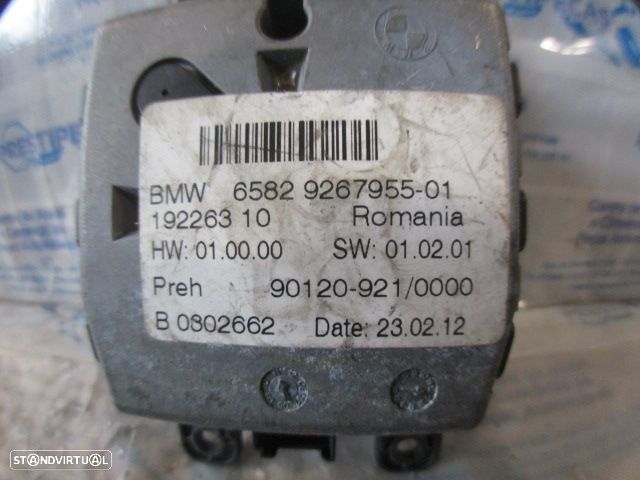 BMW 6582 9267955-01
192263 10 Romania
HW: 01.00.00 SW: 01.02.01
Preh 90120-921/0000
B 0802662 Date: 23.02.12
STANDVIRTUAL